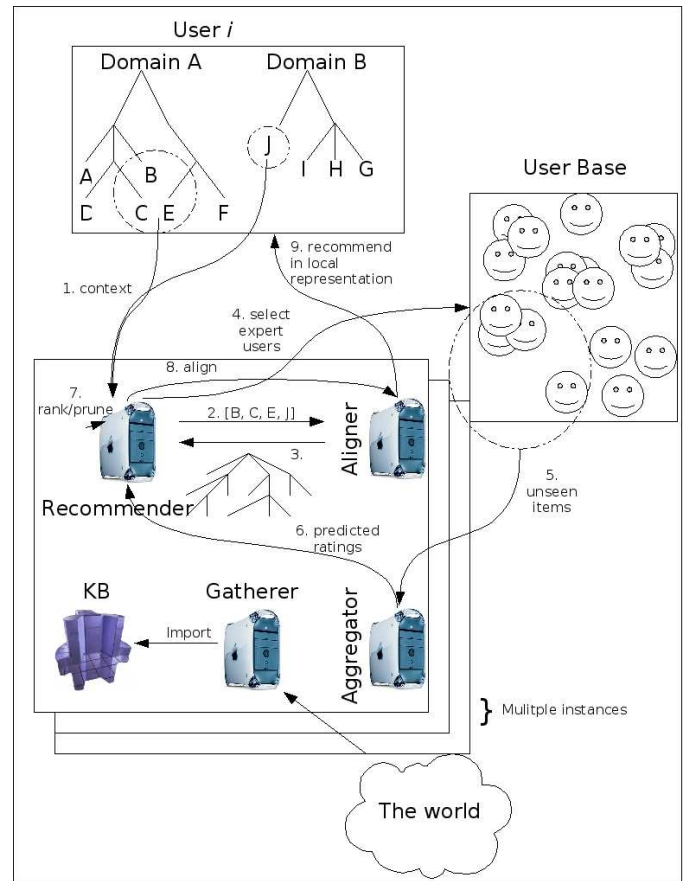 User i
Domain A
Domain B
A
B
J
I
H
G
D
C
E
F
User Base
1. context
9. recommend
in local
representation
4. select
expert
users
8. align
7.
rank/prune
2. [B, C, E, J]
3.
Aligner
Recommender
5.
unseen
items
6. predicted
ratings
KB
Gatherer
Import
Aggregator
} Mulitple instances
The world